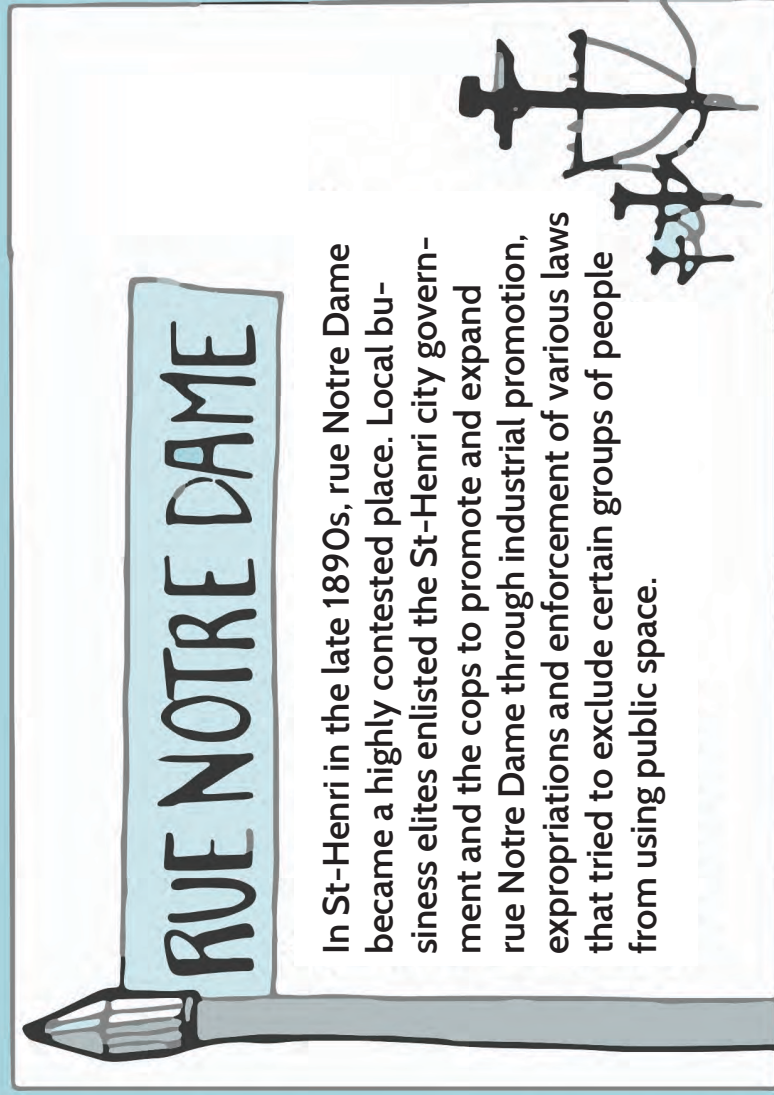 RUE NOTRE DAME
In St-Henri in the late 1890s, rue Notre Dame
became a highly contested place. Local bu-
siness elites enlisted the St-Henri city govern-
ment and the cops to promote and expand
rue Notre Dame through industrial promotion,
expropriations and enforcement of various laws
that tried to exclude certain groups of people
from using public space.